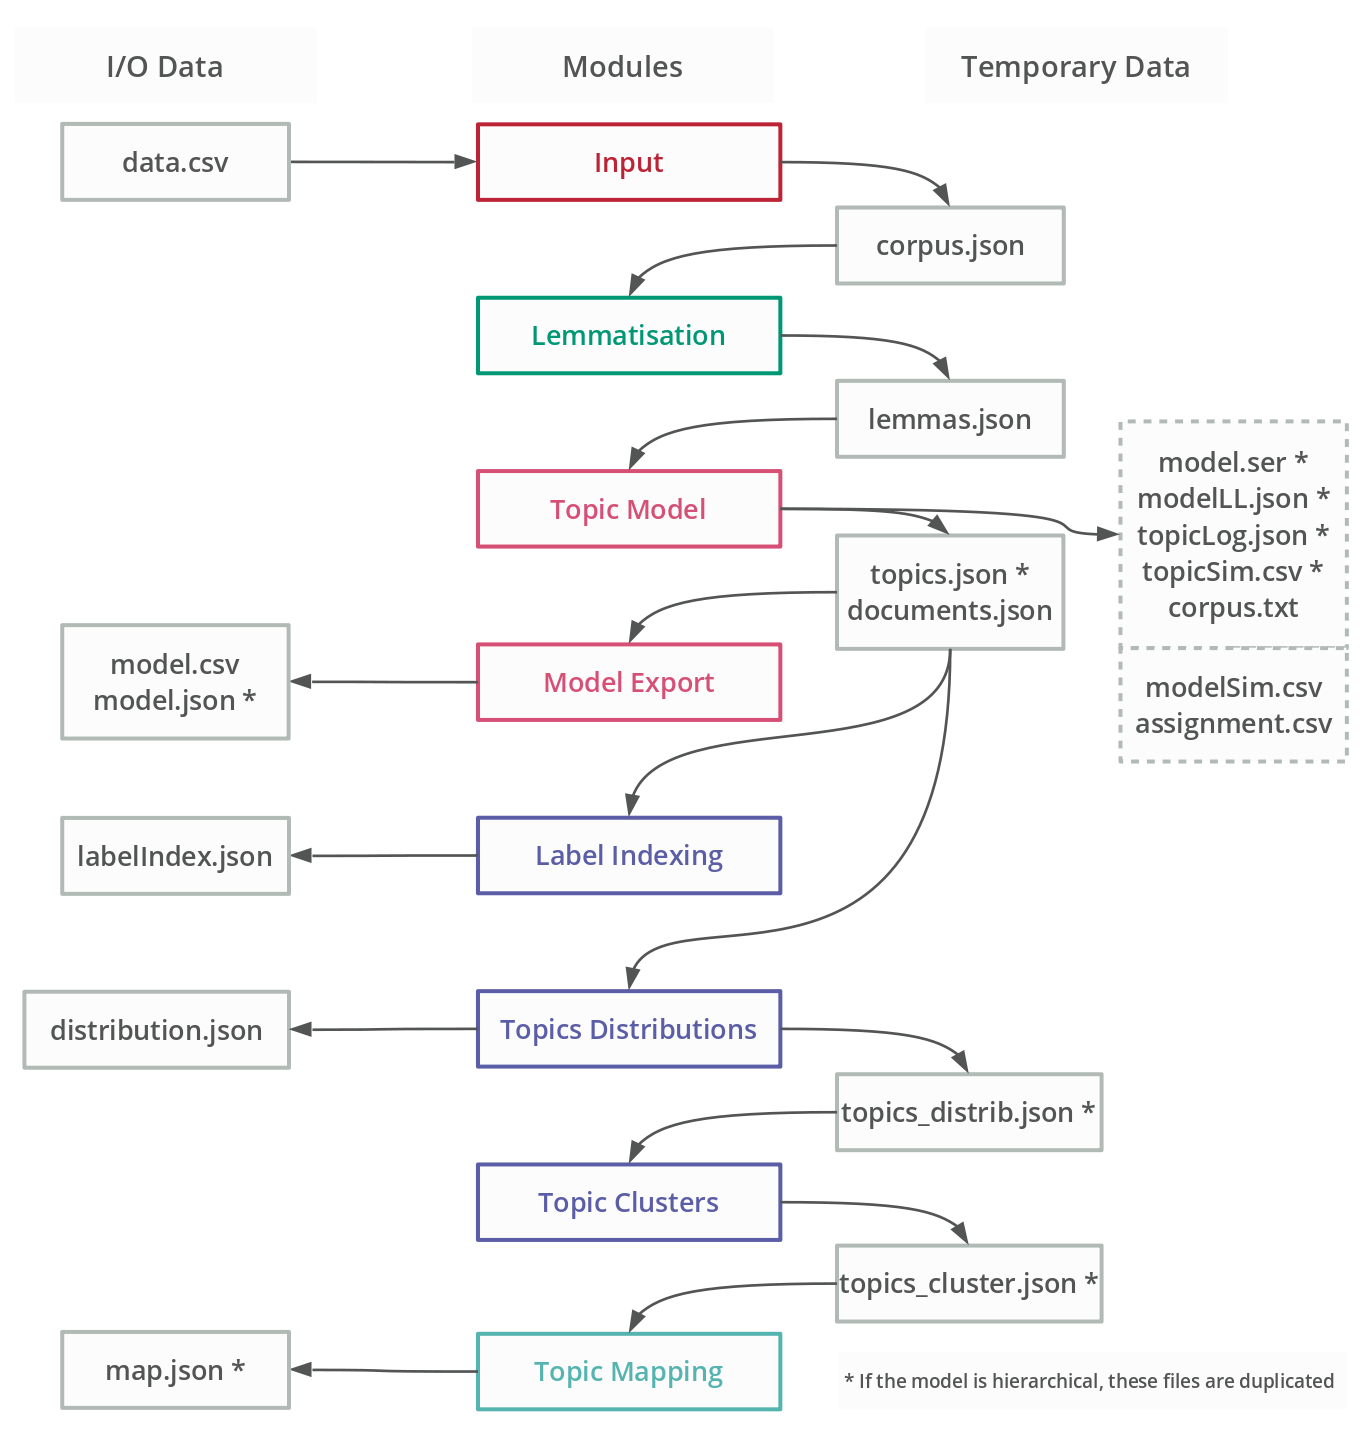 I/O Data
Modules
Temporary Data
data.csv
Input
corpus.json
Lemmatisation
lemmas.json
model.ser *
modelLL.json *
topicLog.json *
topicSim.csv *
corpus.txt
Topic Model
topics.json *
documents.json
model.csv
model.json *
Model Export
modelSim.csv
assignment.csv
labelIndex.json
Label Indexing
distribution.json
Topics Distributions
topics_distrib.json *
Topic Clusters
topics_cluster.json *
map.json *
Topic Mapping
* If the model is hierarchical, these files are duplicated